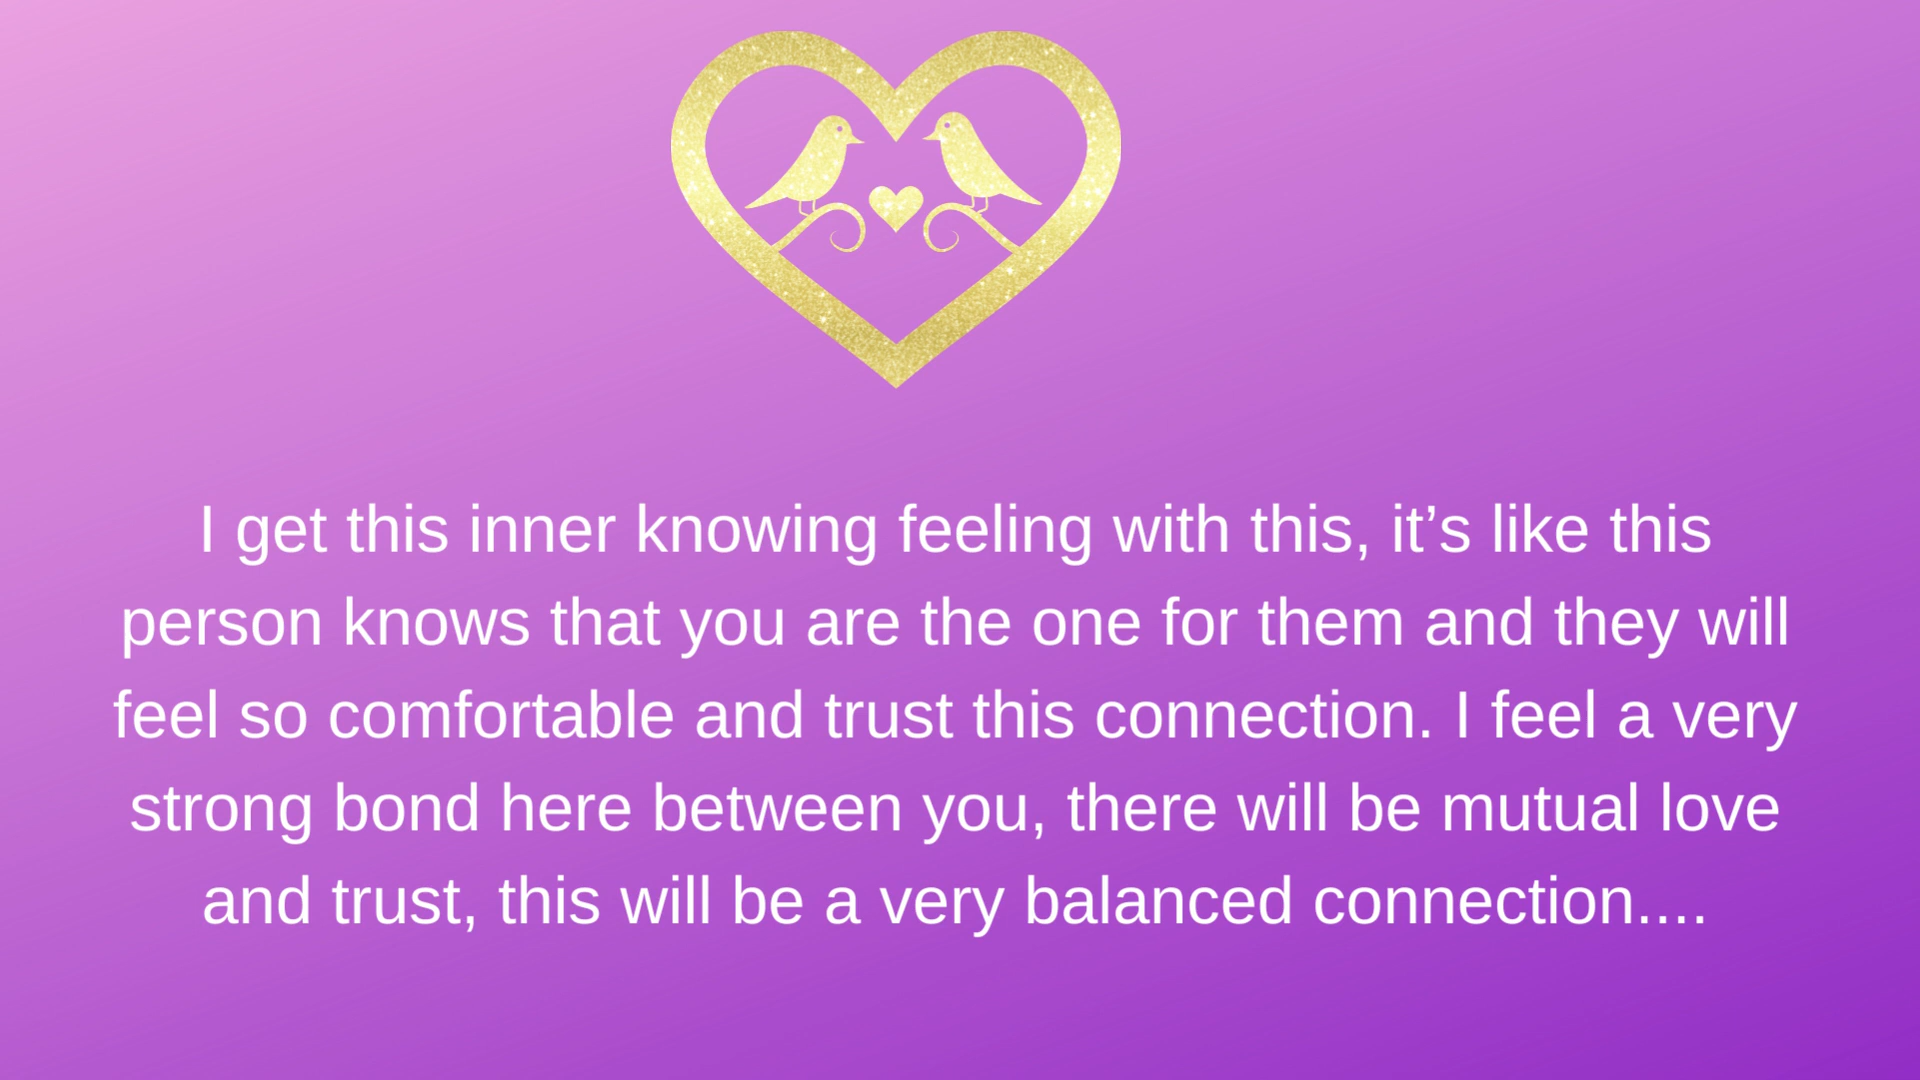 I get this inner knowing feeling with this, it’s like this
person knows that you are the one for them and they will
feel so comfortable and trust this connection. I feel a very
strong bond here between you, there will be mutual love
and trust, this will be a very balanced connection....